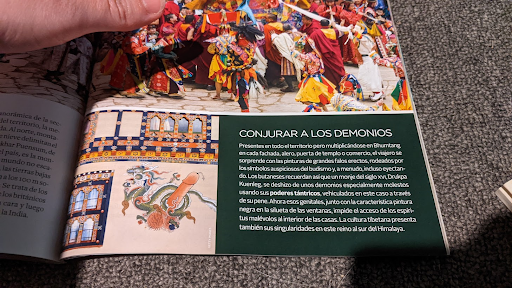 CONJURAR A LOS DEMONIOS
Presentes en todo el territorio pero multiplicándose en Bhumtang
en cada fachada, alero, puerta de templo o comercio, el viajero se
sorprende con las pinturas de grandes falos erectos, rodeados por
los símbolos auspiciosos del budismo y, a menudo, incluso eyectan-
do. Los butaneses recuerdan así que un monje del siglo XVI, Drukpa
Kuenleg, se deshizo de unos demonios especialmente molestos
usando sus poderes tántricos, vehiculados en este caso a través
de su pene. Ahora esos genitales, junto con la característica pintura
negra en la silueta de las ventanas, impide el acceso de los espíri-
tus malévolos al interior de las casas. La cultura tibetana presenta
también sus singularidades en este reino al sur del Himalaya.
la India.